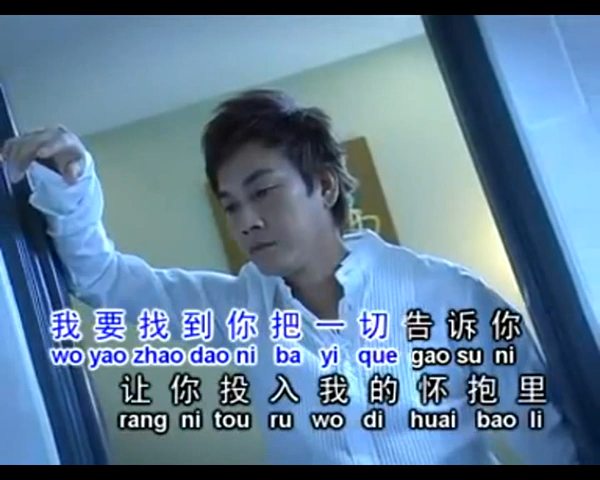 我要找到你把一切告诉你
wo yao zhao dao ni ba yi que gao su ni
让你投入我的怀抱里
rang ni tou ru wo di huai bao li